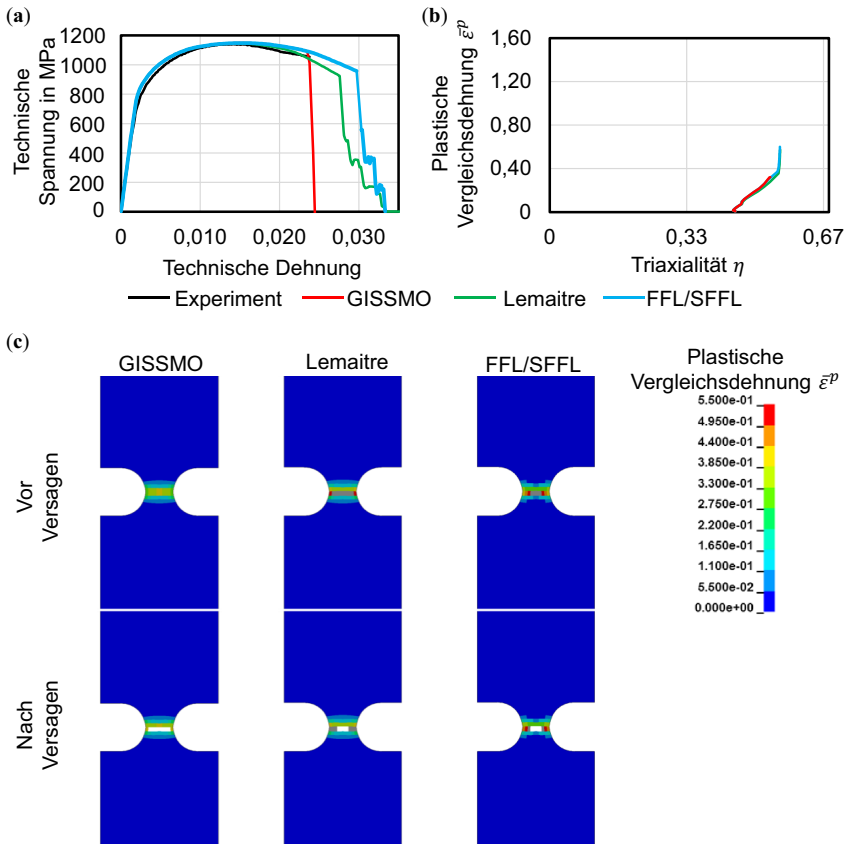 (a)
Technische
Spannung in MPa
1200
1000
800
600
400
200
0
0 0,010 0,020 0,030
Technische Dehnung
(b)
Plastische
Vergleichsdehnung ε̄ᵖ
1,60
1,20
0,80
0,40
0
0 0,33 0,67
Triaxialität η
Experiment GISSMO Lemaitre FFL/SFFL
(c)
GISSMO Lemaitre FFL/SFFL
Vor
Versagen
Nach
Versagen
Plastische
Vergleichsdehnung ε̄ᵖ
5.500e-01
4.950e-01
4.400e-01
3.850e-01
3.300e-01
2.750e-01
2.200e-01
1.650e-01
1.100e-01
5.500e-02
0.000e+00